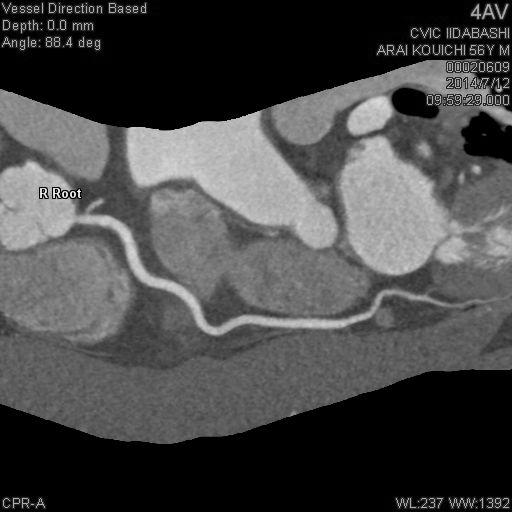 Vessel Direction Based
Depth: 0.0 mm
Angle: 88.4 deg
4AV
CVIC IIDABASHI
ARAI KOUICHI 56Y M
00020609
2014/7/12
09:59:29.000
R Root
CPR-A
WL:237 WW:1392